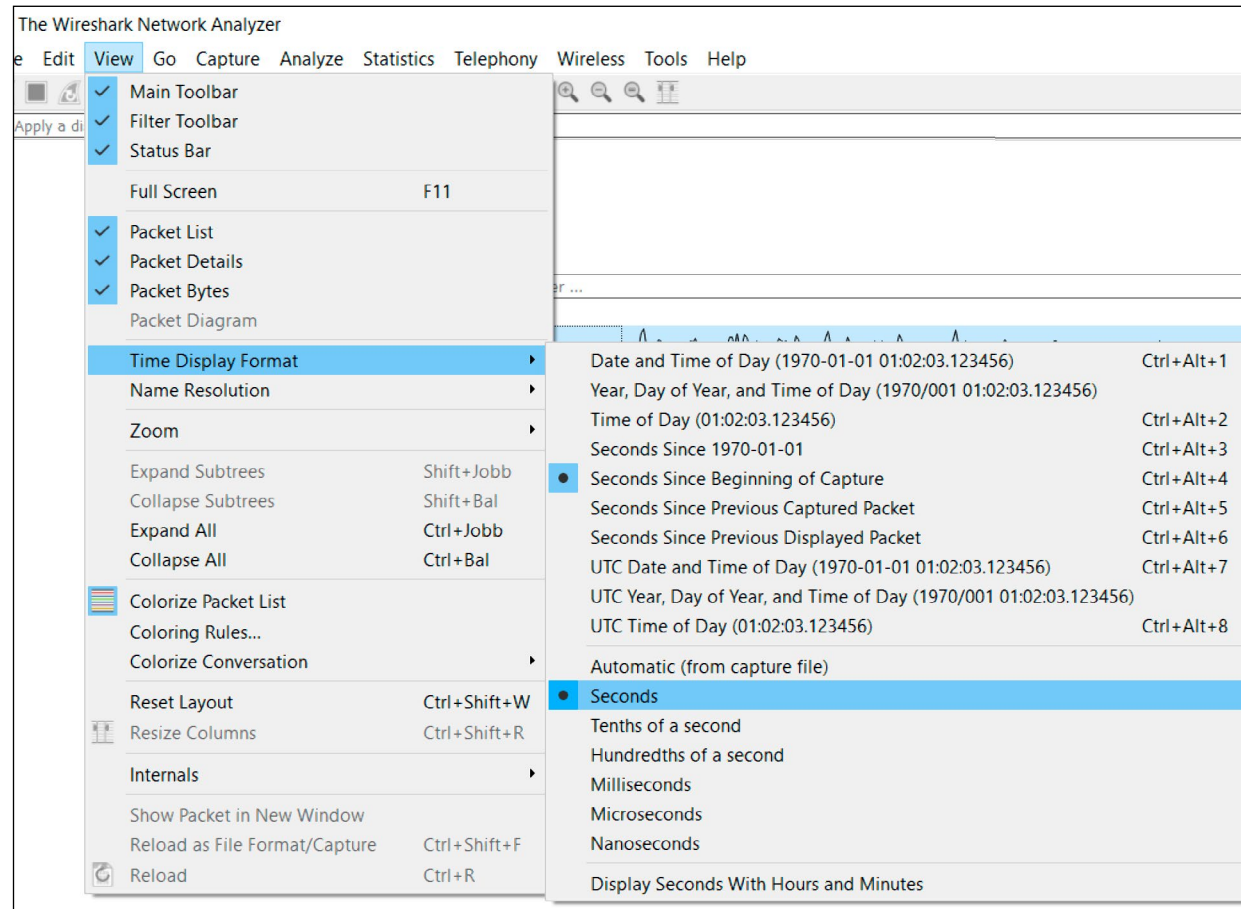 The Wireshark Network Analyzer
e Edit View Go Capture Analyze Statistics Telephony Wireless Tools Help
Apply a di
Main Toolbar
Filter Toolbar
Status Bar
Full Screen F11
Packet List
Packet Details
Packet Bytes
er ...
Packet Diagram
Time Display Format
Name Resolution
Zoom
Expand Subtrees Shift+Jobb
Collapse Subtrees Shift+Bal
Expand All Ctrl+Jobb
Collapse All Ctrl+Bal
Colorize Packet List
Coloring Rules...
Colorize Conversation
Reset Layout Ctrl+Shift+W
Resize Columns Ctrl+Shift+R
Internals
Show Packet in New Window
Reload as File Format/Capture Ctrl+Shift+F
Reload Ctrl+R
Date and Time of Day (1970-01-01 01:02:03.123456) Ctrl+Alt+1
Year, Day of Year, and Time of Day (1970/001 01:02:03.123456)
Time of Day (01:02:03.123456) Ctrl+Alt+2
Seconds Since 1970-01-01 Ctrl+Alt+3
Seconds Since Beginning of Capture Ctrl+Alt+4
Seconds Since Previous Captured Packet Ctrl+Alt+5
Seconds Since Previous Displayed Packet Ctrl+Alt+6
UTC Date and Time of Day (1970-01-01 01:02:03.123456) Ctrl+Alt+7
UTC Year, Day of Year, and Time of Day (1970/001 01:02:03.123456)
UTC Time of Day (01:02:03.123456) Ctrl+Alt+8
Automatic (from capture file)
Seconds
Tenths of a second
Hundredths of a second
Milliseconds
Microseconds
Nanoseconds
Display Seconds With Hours and Minutes